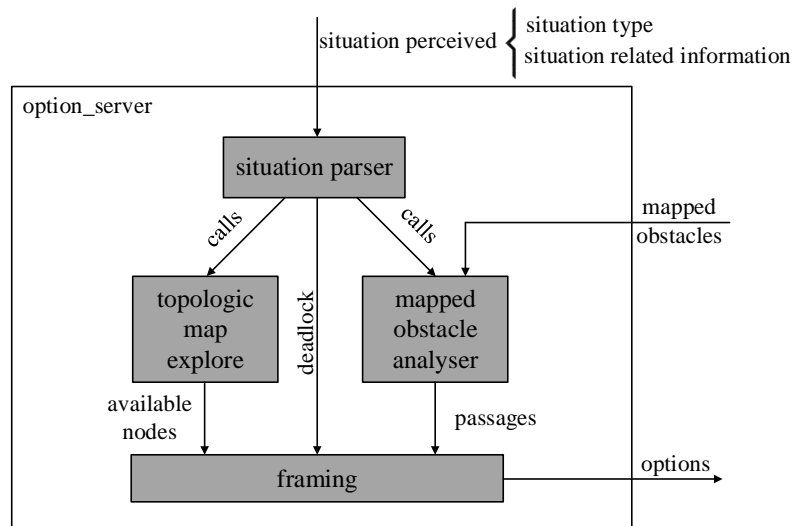 situation perceived
situation type
situation related information
option_server
situation parser
calls
calls
mapped
obstacles
topologic
map
explore
deadlock
mapped
obstacle
analyser
available
nodes
passages
framing
options